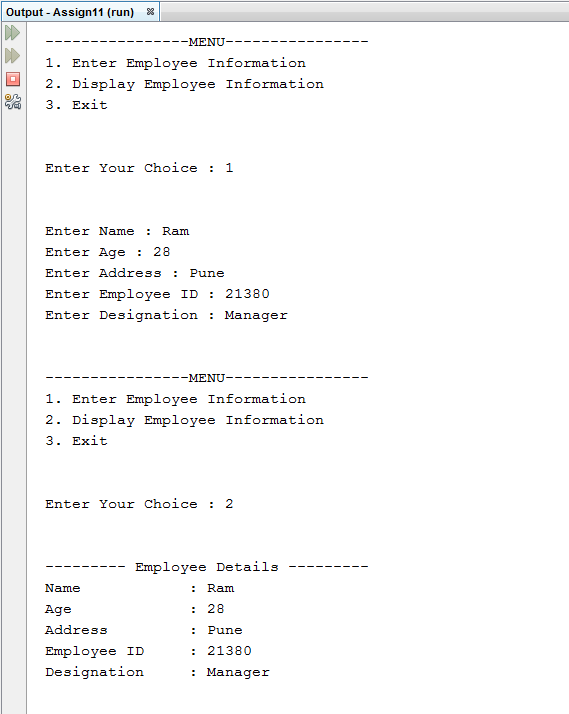 Output - Assign11 (run)
----------------MENU----------------
1. Enter Employee Information
2. Display Employee Information
3. Exit
Enter Your Choice : 1
Enter Name : Ram
Enter Age : 28
Enter Address : Pune
Enter Employee ID : 21380
Enter Designation : Manager
----------------MENU----------------
1. Enter Employee Information
2. Display Employee Information
3. Exit
Enter Your Choice : 2
--------- Employee Details ---------
Name            : Ram
Age             : 28
Address         : Pune
Employee ID     : 21380
Designation     : Manager